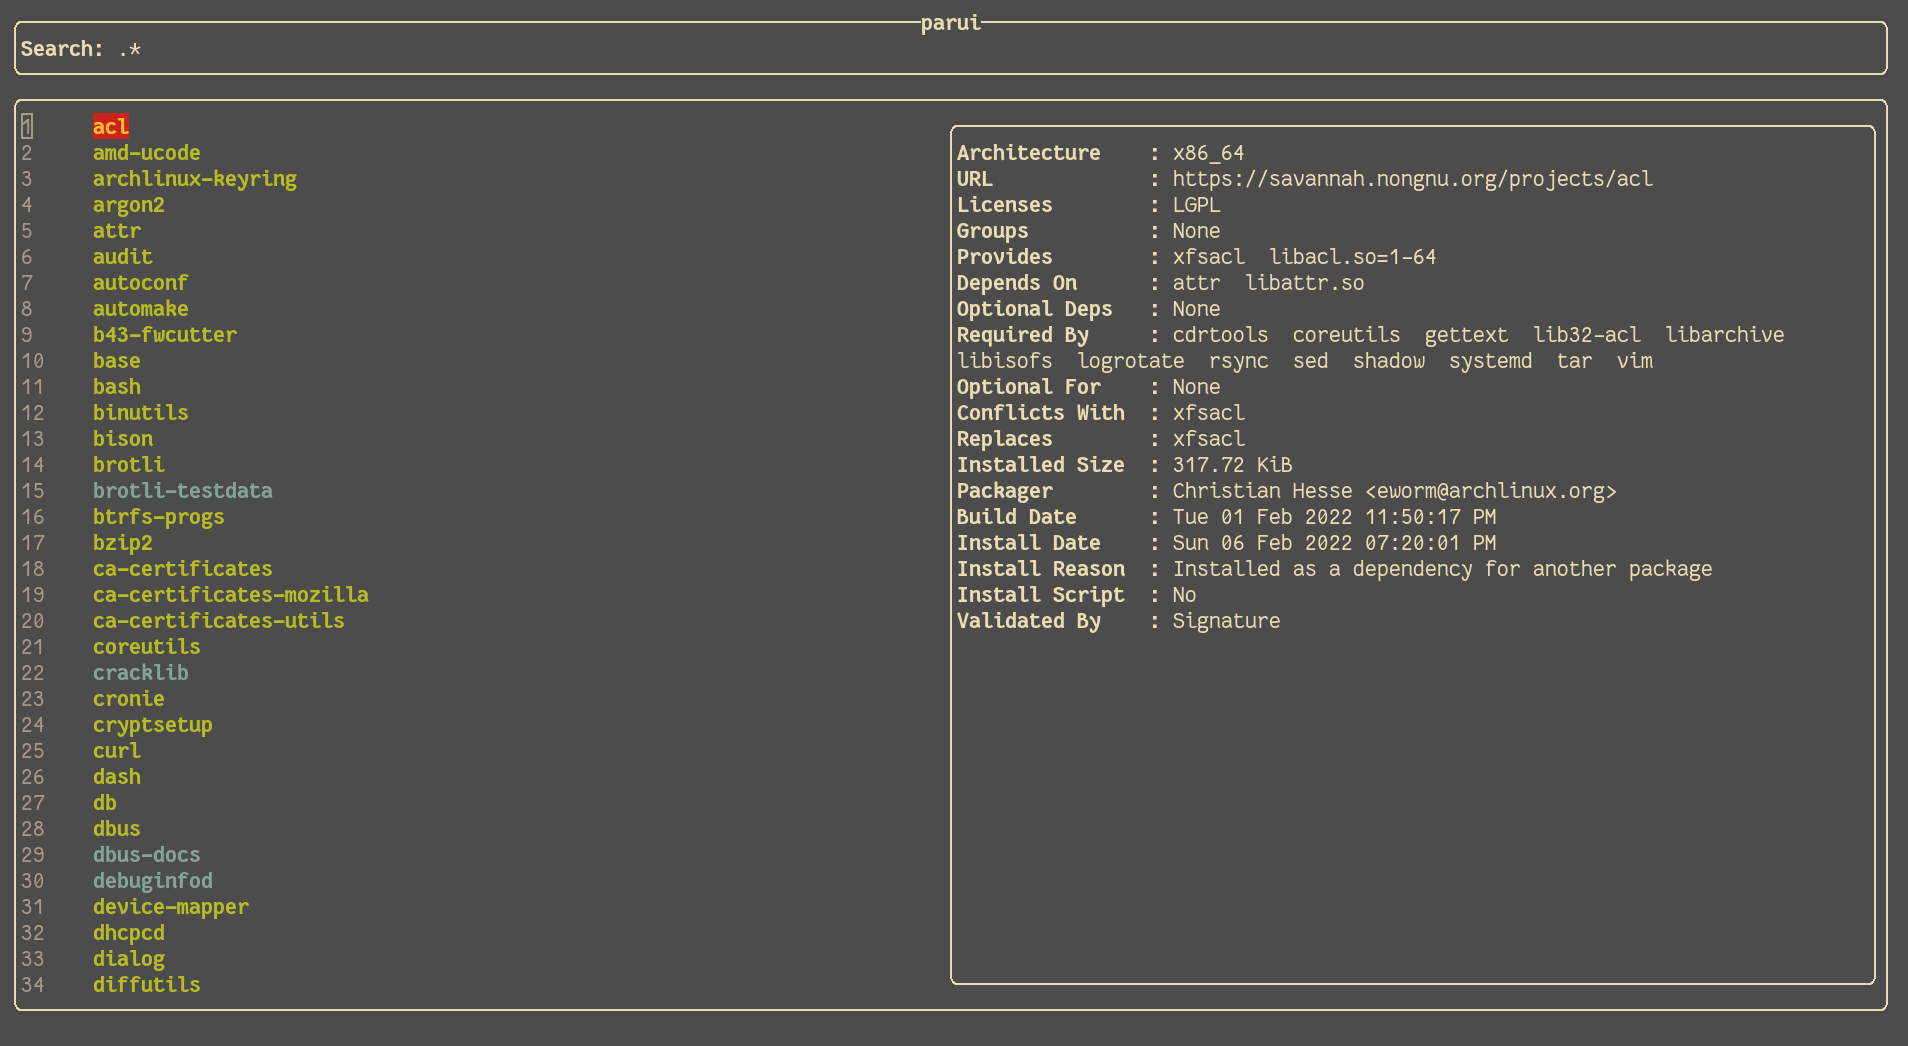 parui
Search: .*
1 acl
2 amd-ucode
3 archlinux-keyring
4 argon2
5 attr
6 audit
7 autoconf
8 automake
9 b43-fwcutter
10 base
11 bash
12 binutils
13 bison
14 brotli
15 brotli-testdata
16 btrfs-progs
17 bzip2
18 ca-certificates
19 ca-certificates-mozilla
20 ca-certificates-utils
21 coreutils
22 cracklib
23 cronie
24 cryptsetup
25 curl
26 dash
27 db
28 dbus
29 dbus-docs
30 debuginfod
31 device-mapper
32 dhcpcd
33 dialog
34 diffutils
Architecture : x86_64
URL : https://savannah.nongnu.org/projects/acl
Licenses : LGPL
Groups : None
Provides : xfsacl libacl.so=1-64
Depends On : attr libattr.so
Optional Deps : None
Required By : cdrtools coreutils gettext lib32-acl libarchive
libisofs logrotate rsync sed shadow systemd tar vim
Optional For : None
Conflicts With : xfsacl
Replaces : xfsacl
Installed Size : 317.72 KiB
Packager : Christian Hesse <eworm@archlinux.org>
Build Date : Tue 01 Feb 2022 11:50:17 PM
Install Date : Sun 06 Feb 2022 07:20:01 PM
Install Reason : Installed as a dependency for another package
Install Script : No
Validated By : Signature